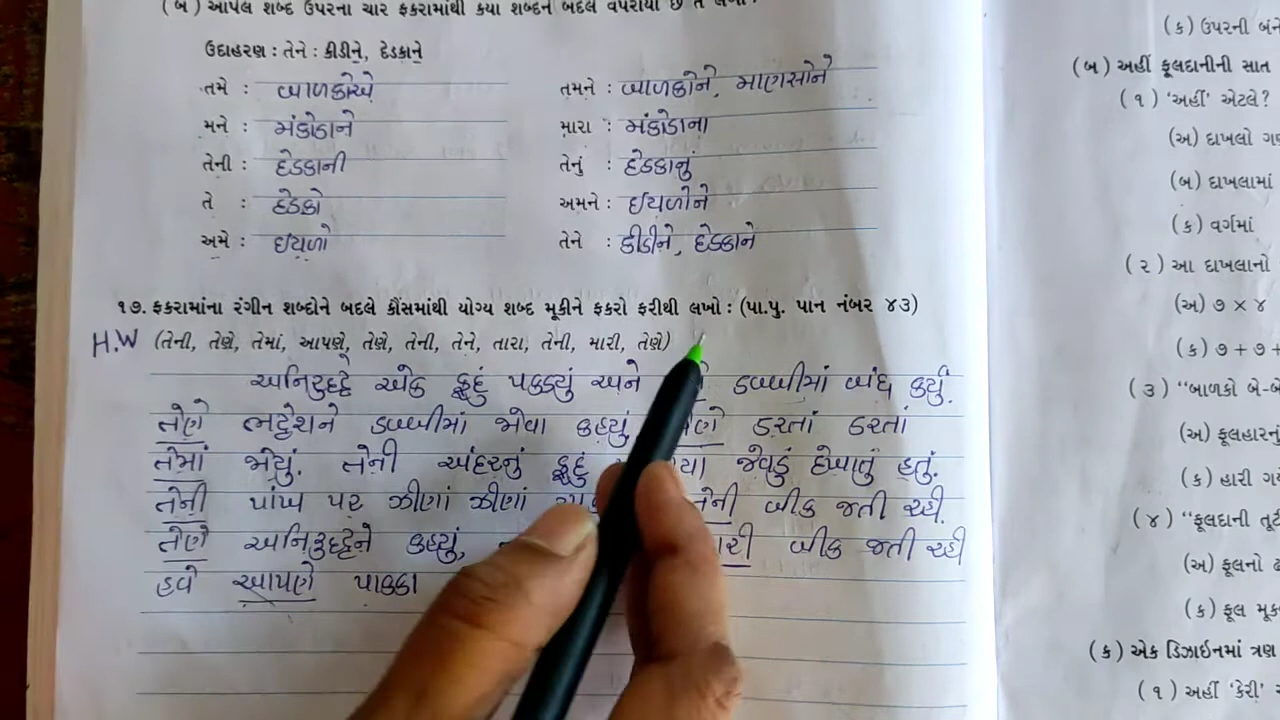 (બ) આપેલ શબ્દ ઉપરના ચાર ફકરામાંથી કયા શબ્દને બદલે વપરાયા છે તે લખો :
ઉદાહરણ : તેને : કીડીને, દેડકાને
તમે : બાળકોએ
તમને : બાળકોને, માણસોને
મને : મંકોડાને
મારા : મંકોડાના
તેની : દેડકાની
તેનું : દેડકાનું
તે : દેડકો
અમને : ઈયળોને
અમે : ઈયળો
તેને : કીડીને, દેડકાને
૧૭. ફકરામાંના રંગીન શબ્દોને બદલે કૌંસમાંથી યોગ્ય શબ્દ મૂકીને ફકરો ફરીથી લખો : (પા.પુ. પાન નંબર ૪૩)
H.W (તેની, તેણે, તેમાં, આપણે, તેણે, તેની, તેને, તારા, તેની, મારી, તેણે)
અનિરુદ્ધે એક ફૂદું પકડ્યું અને ડબ્બીમાં બંધ કર્યું.
તેણે ભદ્રેશને ડબ્બીમાં જોવા કહ્યું. ડરતાં ડરતાં
તેમાં જોયું. તેની અંદરનું ફૂદું જેવું દેખાતું હતું.
તેની પાંખ પર ઝીણાં ઝીણાં તેની બીક જતી રહી.
તેણે અનિરુદ્ધને કહ્યું, બીક જતી રહી
હવે આપણે પાક્કા
(ક) ઉપરની બંને
(બ) અહીં ફૂલદાનીની સાત
(૧) 'અહીં' એટલે?
(અ) દાખલો
(બ) દાખલામાં
(ક) વર્ગમાં
(૨) આ દાખલાનો
(અ) ૭ × ૪
(ક) ૭ + ૭ +
(૩) "બાળકો બે-બે
(અ) ફૂલહારનું
(ક) હારી
(૪) "ફૂલદાની
(અ) ફૂલનો
(ક) ફૂલ
(ક) એક ડિઝાઇનમાં ત્રણ
(૧) અહીં 'કેરી'